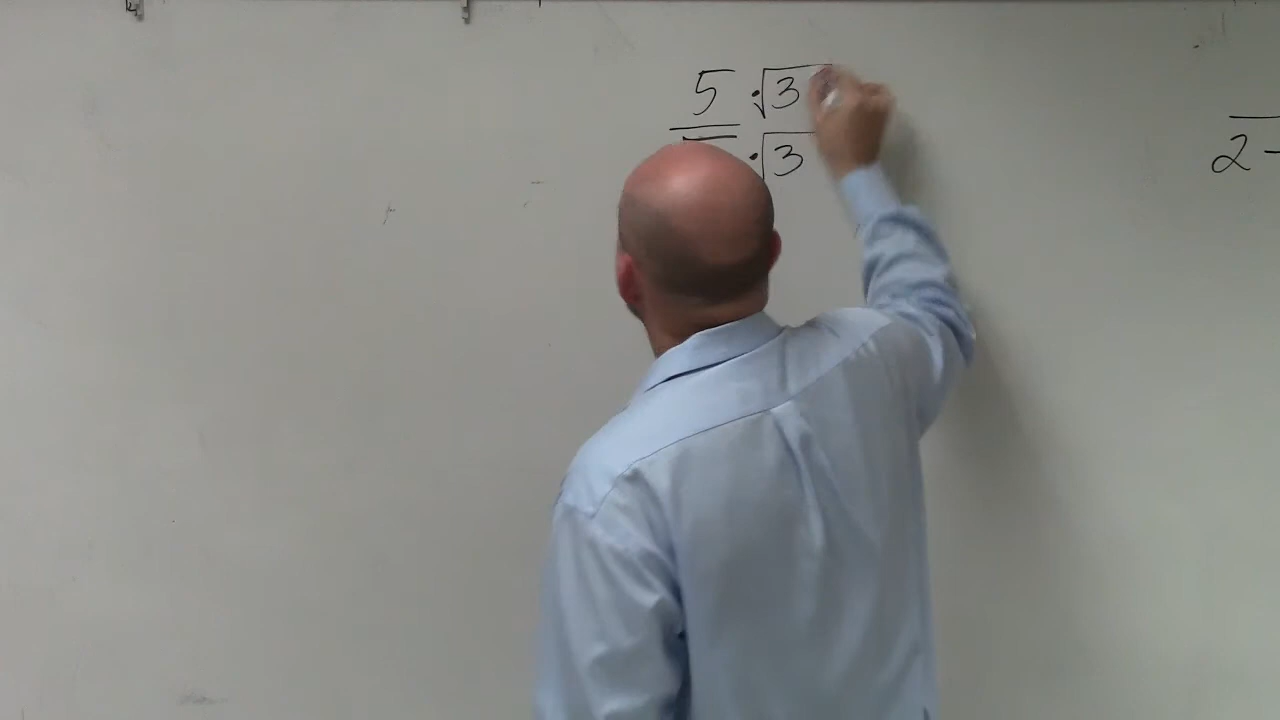 5 · √3
· √3
2 -